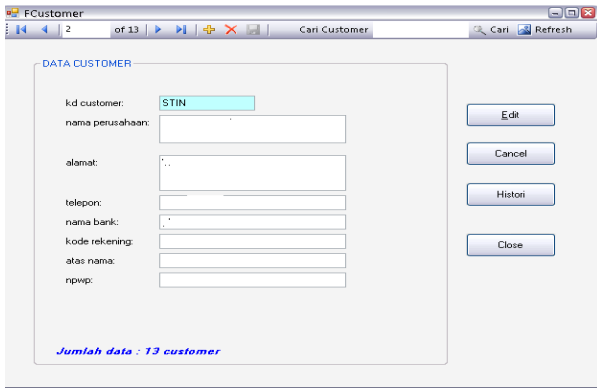 FCustomer
2 of 13 Cari Customer Cari Refresh
DATA CUSTOMER
kd customer: STIN
Edit
nama perusahaan:
Cancel
alamat:
Histori
telepon:
nama bank:
kode rekening:
Close
atas nama:
npwp:
Jumlah data : 13 customer